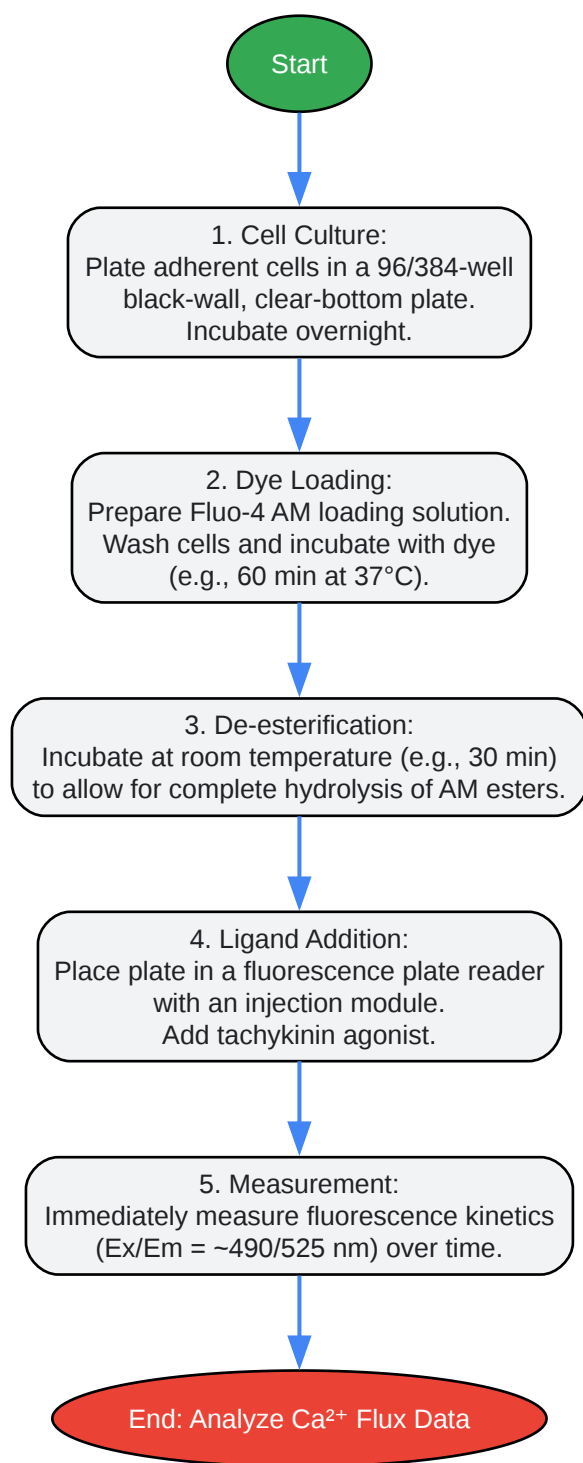 Start
1. Cell Culture:
Plate adherent cells in a 96/384-well
black-wall, clear-bottom plate.
Incubate overnight.
2. Dye Loading:
Prepare Fluo-4 AM loading solution.
Wash cells and incubate with dye
(e.g., 60 min at 37°C).
3. De-esterification:
Incubate at room temperature (e.g., 30 min)
to allow for complete hydrolysis of AM esters.
4. Ligand Addition:
Place plate in a fluorescence plate reader
with an injection module.
Add tachykinin agonist.
5. Measurement:
Immediately measure fluorescence kinetics
(Ex/Em = ~490/525 nm) over time.
End: Analyze Ca²⁺ Flux Data